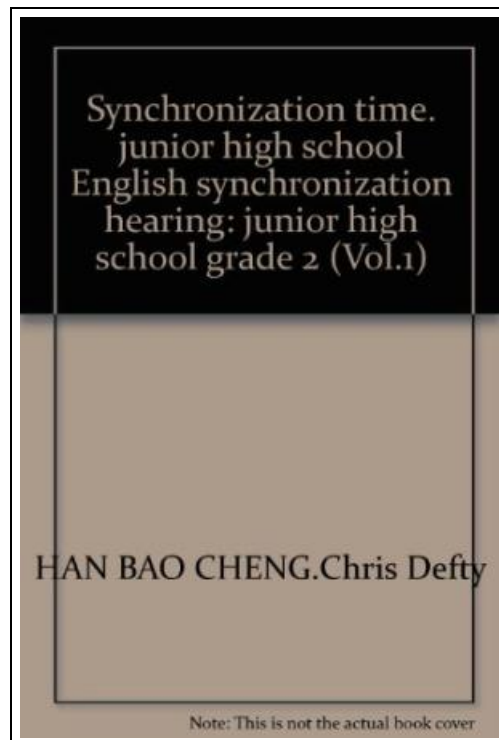 Synchronization time.
junior high school
English synchronization
hearing: junior high
school grade 2 (Vol.1)
HAN BAO CHENG.Chris Defty
Note: This is not the actual book cover